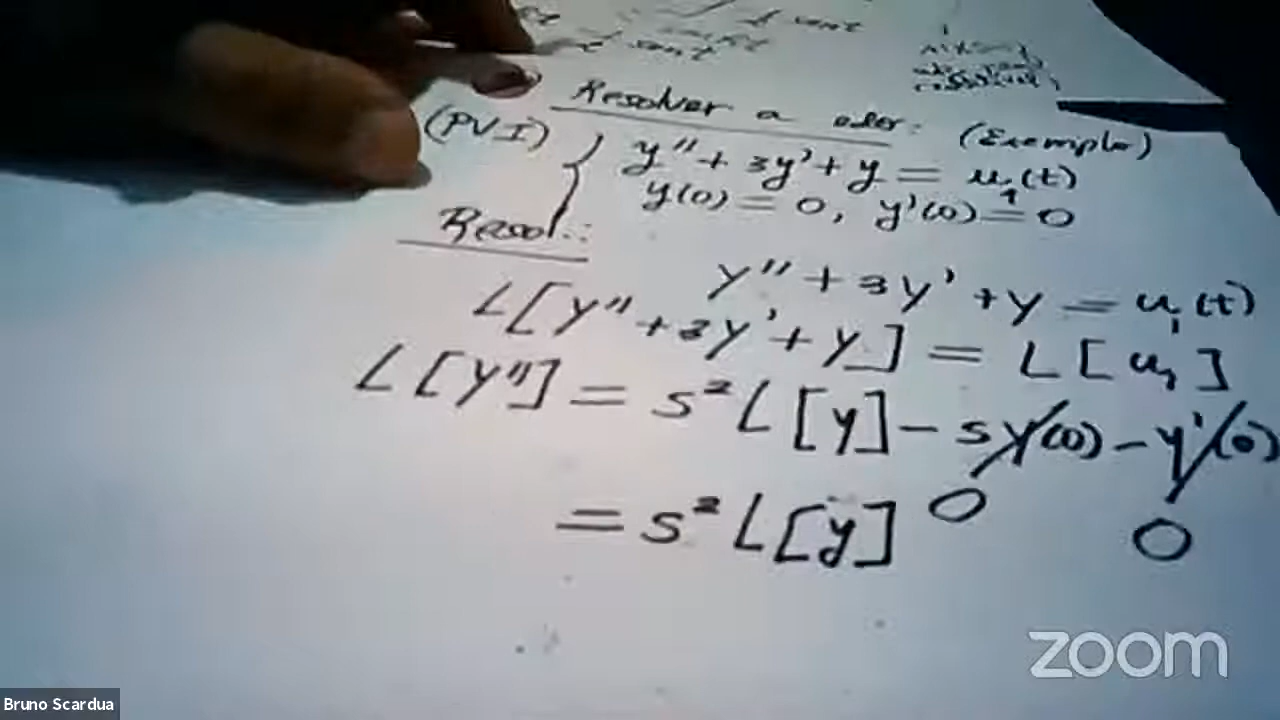 Resolver a edo: (Exemplo)
(PVI) { y'' + 3y' + y = u₁(t)
y(0) = 0, y'(0) = 0
Resol.:
y'' + 3y' + y = u₁(t)
L[y'' + 3y' + y] = L[u₁]
L[y''] = s² L[y] - s y(0) - y'(0)
0 0
= s² L[y]
zoom
Bruno Scardua